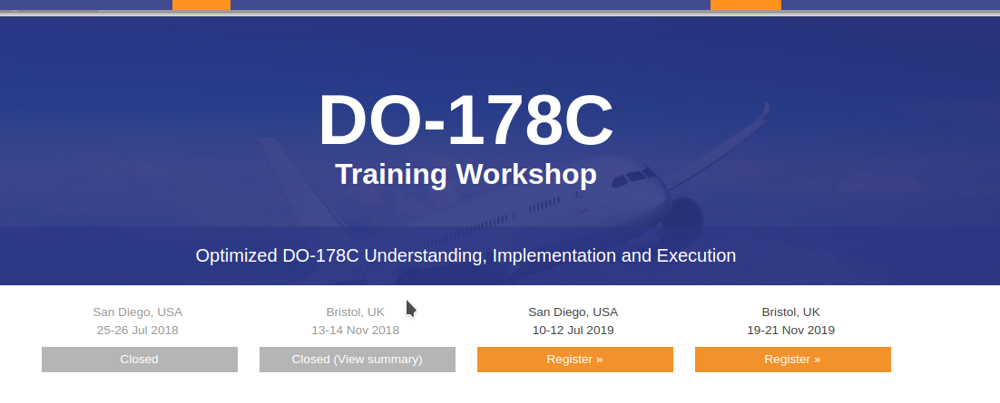 DO-178C
Training Workshop
Optimized DO-178C Understanding, Implementation and Execution
San Diego, USA
25-26 Jul 2018
Closed
Bristol, UK
13-14 Nov 2018
Closed (View summary)
San Diego, USA
10-12 Jul 2019
Register »
Bristol, UK
19-21 Nov 2019
Register »